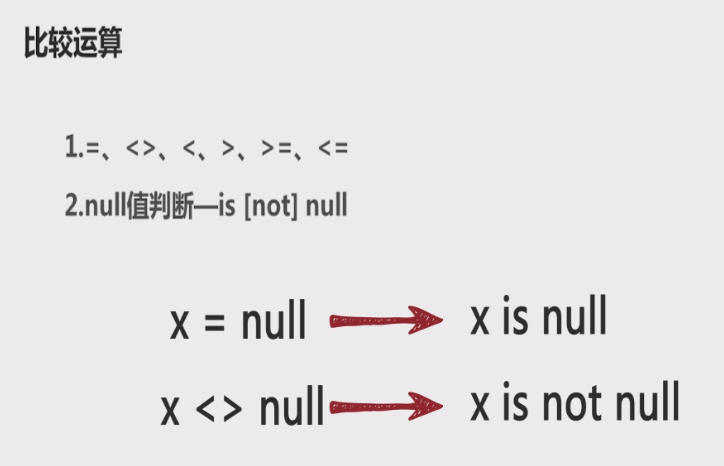 比较运算
1.=、<>、<、>、>=、<=
2.null值判断—is [not] null
x = null x is null
x <> null x is not null